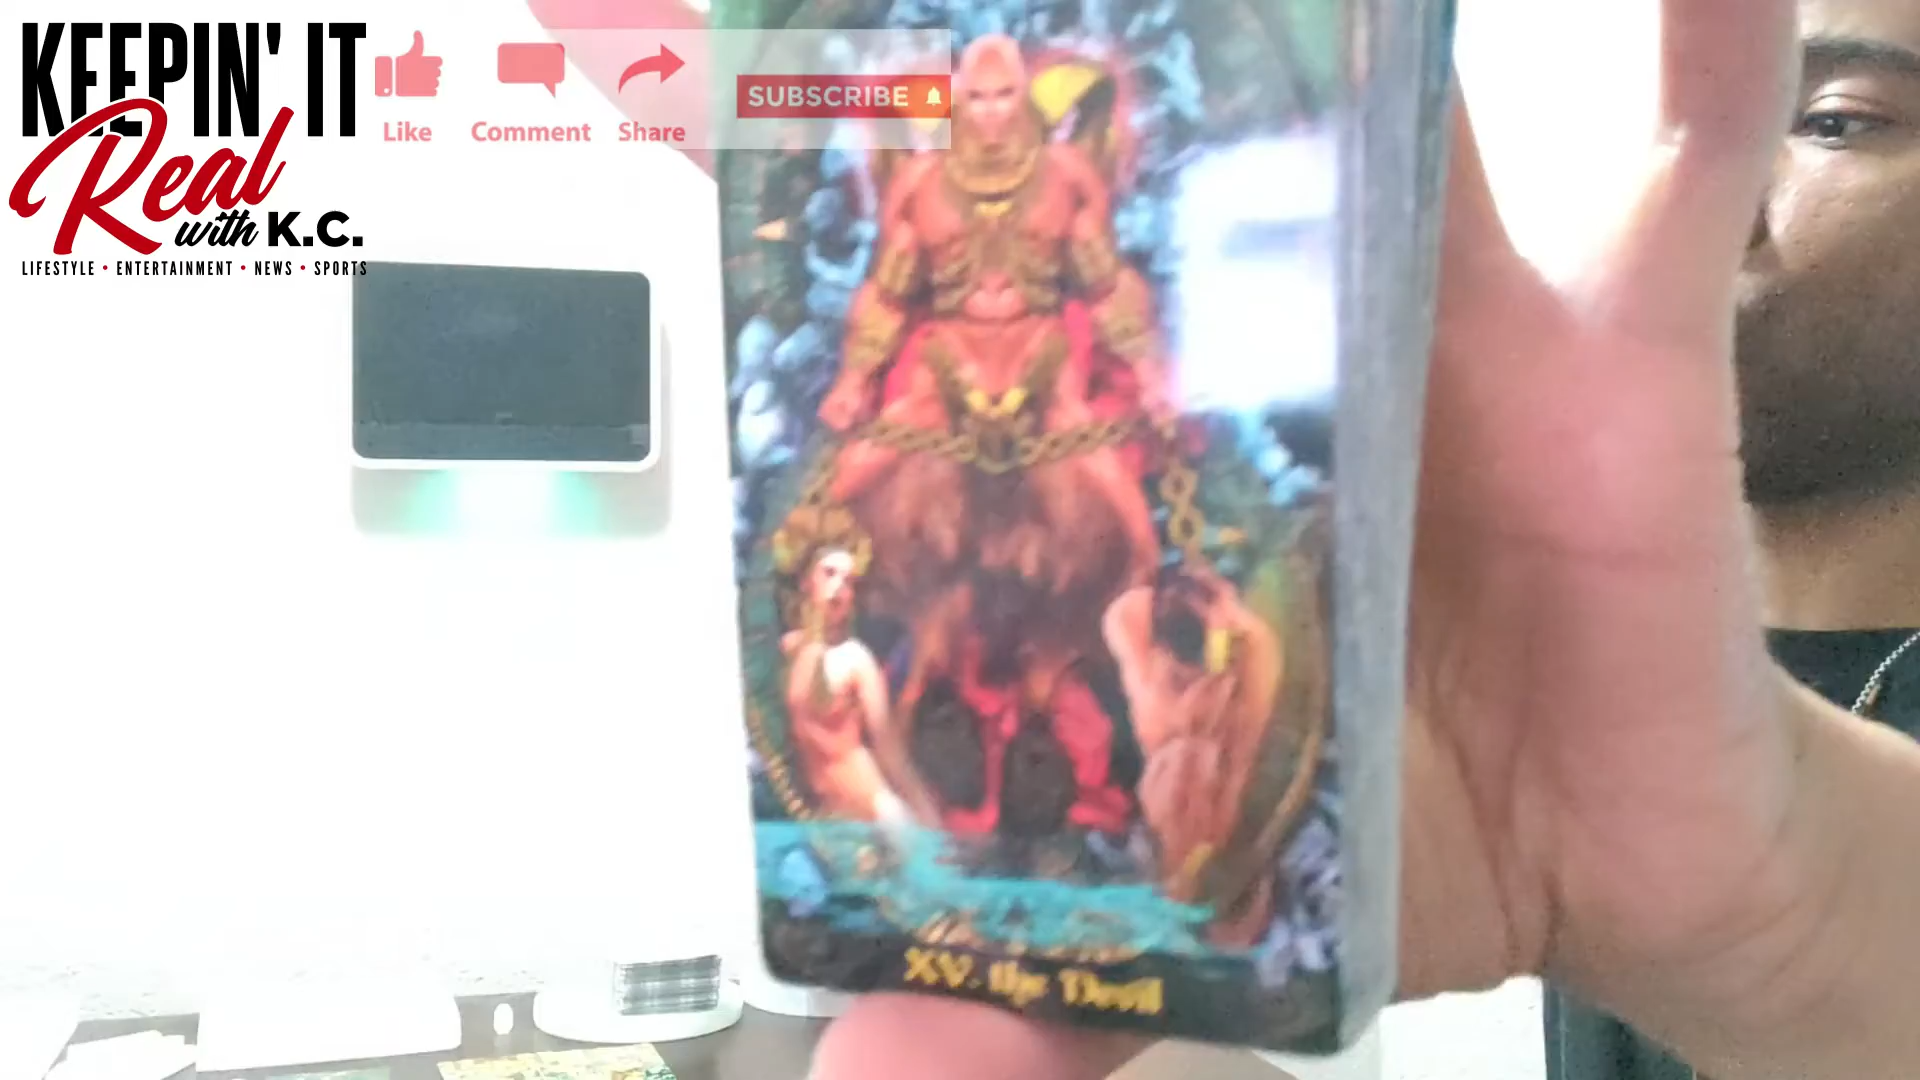 KEEPIN' IT
Real
with K.C.
LIFESTYLE • ENTERTAINMENT • NEWS • SPORTS
Like
Comment
Share
SUBSCRIBE
XV. The Devil